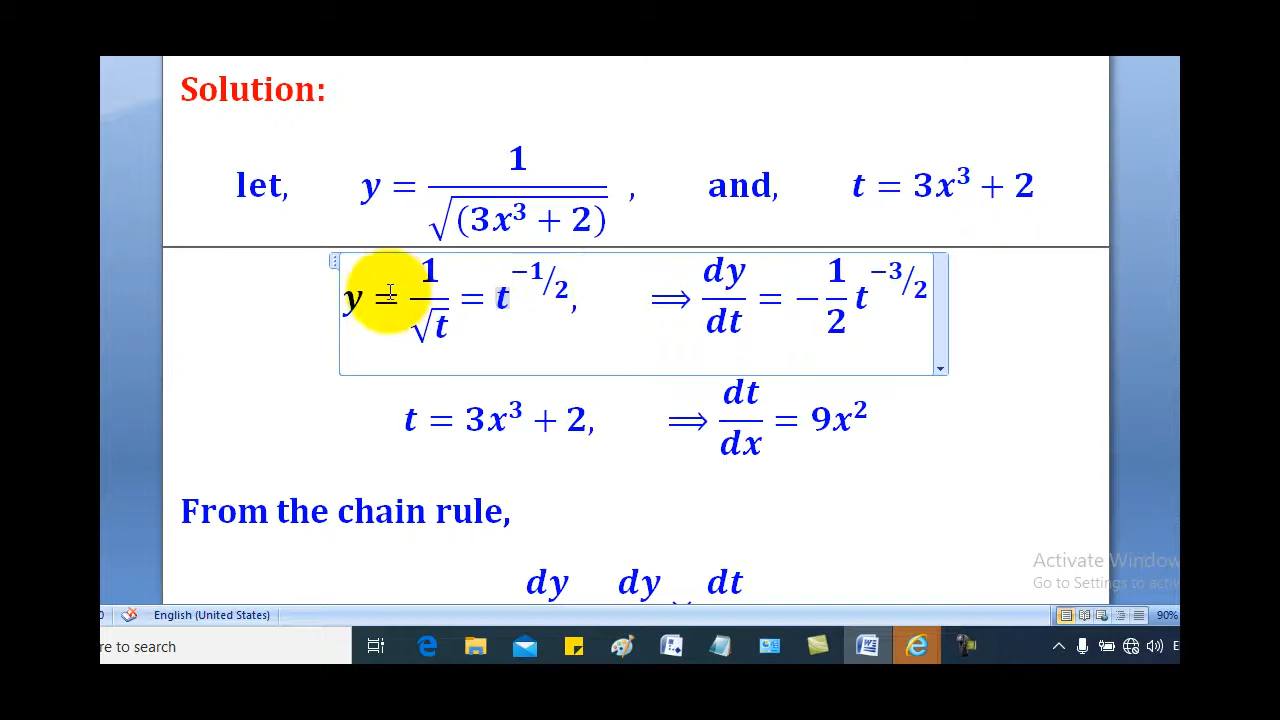 Solution:
let, y = 1/√((3x³ + 2)) , and, t = 3x³ + 2
y = 1/√t = t^(−1/2), ⟹ dy/dt = −1/2 t^(−3/2)
t = 3x³ + 2, ⟹ dt/dx = 9x²
From the chain rule,
dy dy dt
Activate Window
Go to Settings to activ
0 English (United States) 90%
re to search E